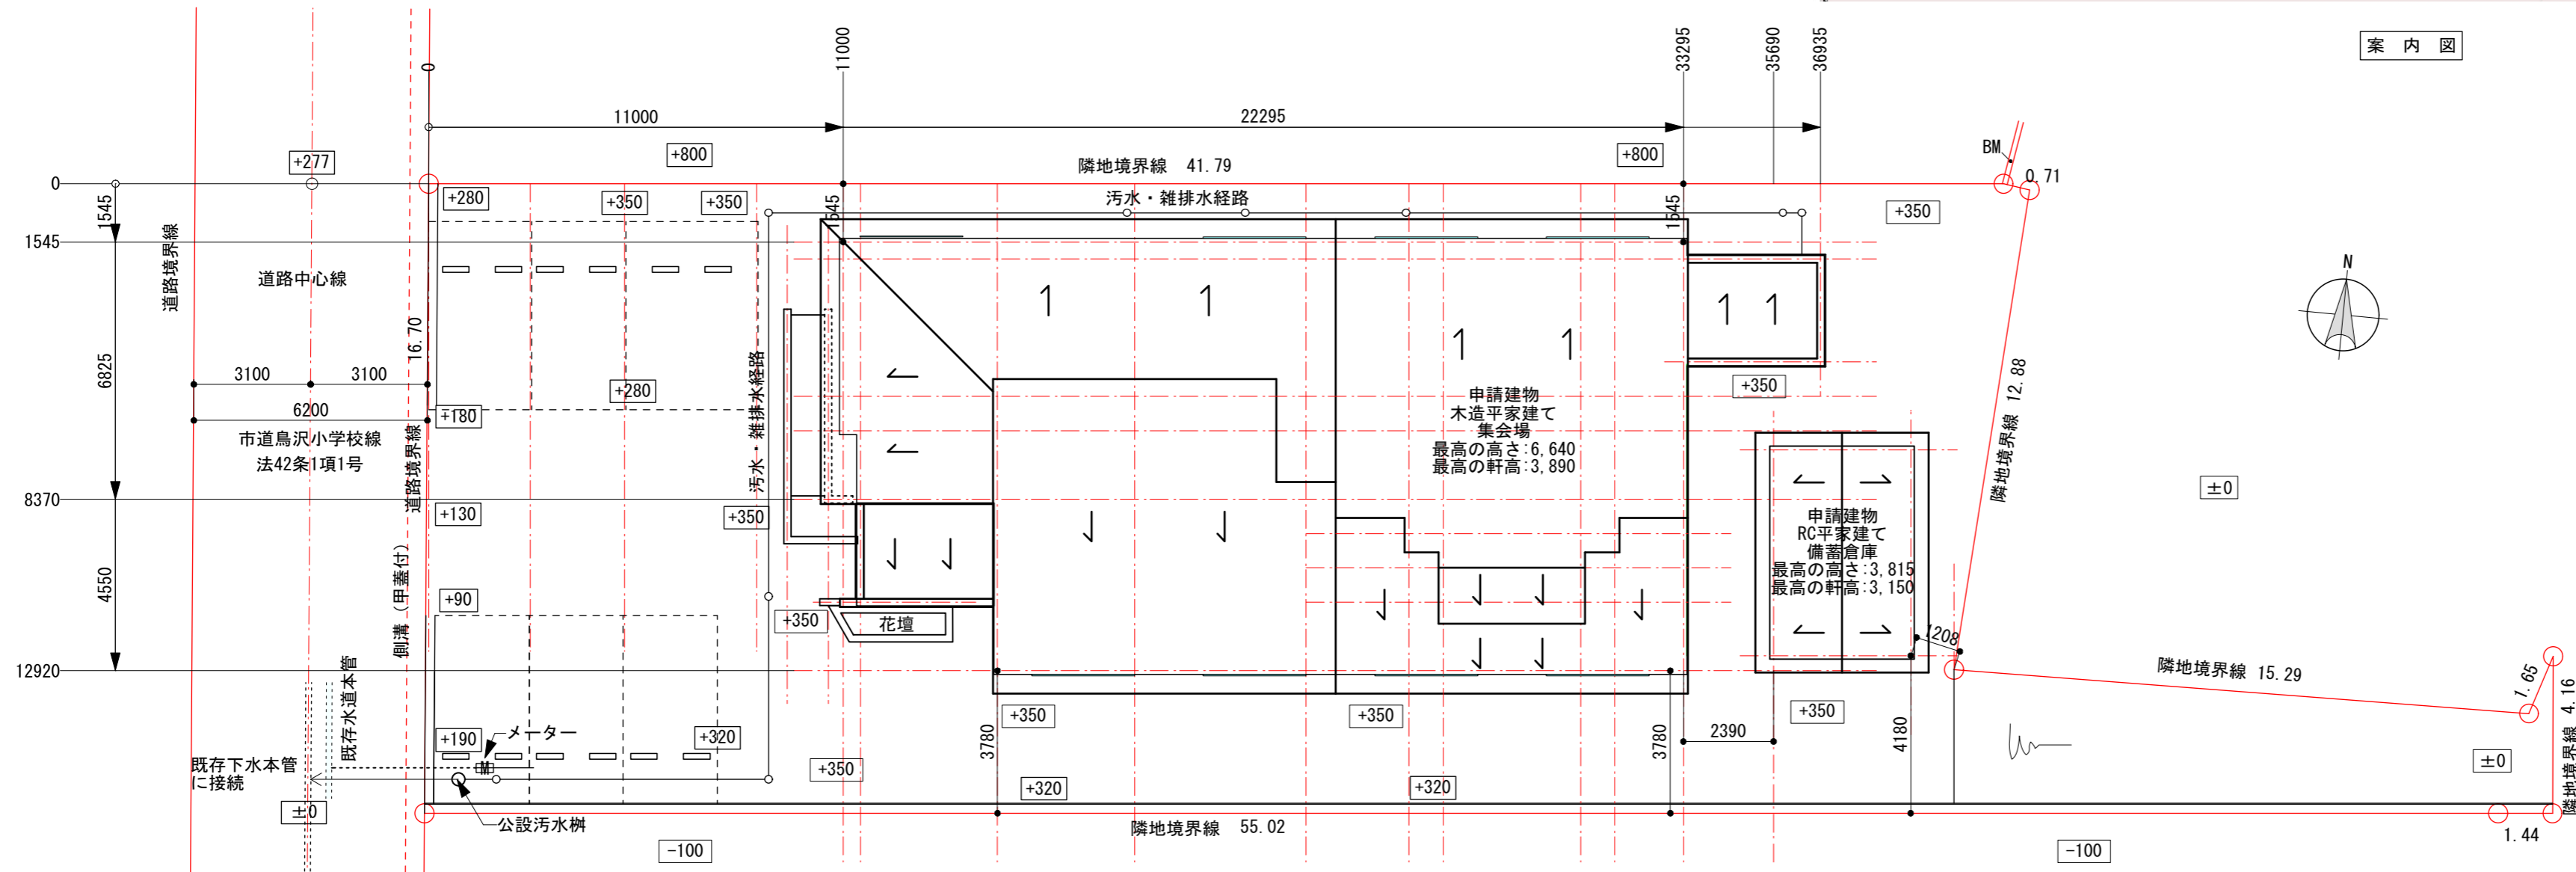 案 内 図
0
11000
33295
35690
36935
11000
22295
+800
+800
+277
隣地境界線 41.79
BM
0.71
0
1545
1545
+280
+350
+350
汚水・雑排水経路
1545
1545
+350
道路境界線
道路中心線
N
16.70
6825
3100
3100
6200
+180
+280
汚水・雑排水経路
+350
市道鳥沢小学校線
法42条1項1号
道路境界線
申請建物
木造平家建て
集会場
最高の高さ:6,640
最高の軒高:3,890
隣地境界線 12.88
±0
8370
+130
+350
申請建物
RC平家建て
備蓄倉庫
最高の高さ:3,815
最高の軒高:3,150
4550
側溝（甲蓋付）
+90
+350
花壇
1208
12920
隣地境界線 15.29
1.65
隣地境界線 4.16
既存水道本管
+190
メーター
M
+320
+350
3780
+350
+350
3780
2390
+350
4180
既存下水本管
に接続
±0
+350
+320
+320
±0
公設汚水桝
隣地境界線 55.02
1.44
-100
-100